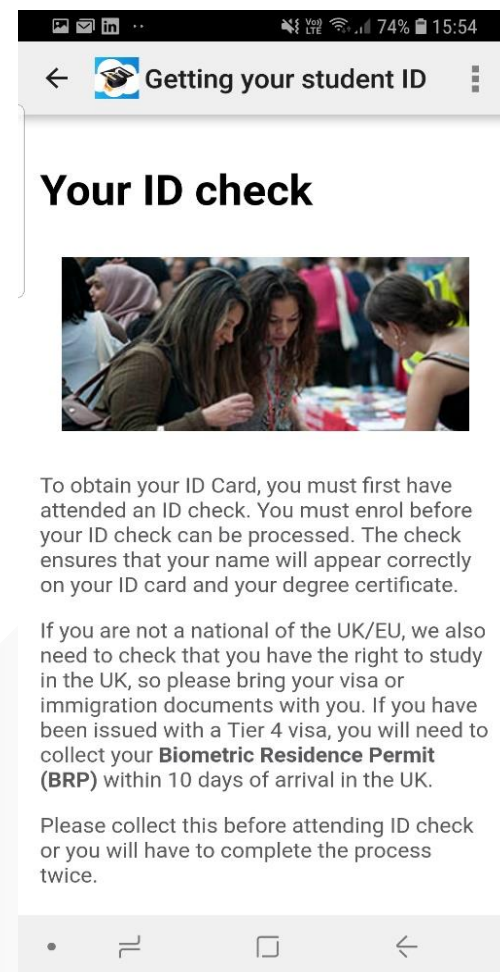 Vo)) LTE 74% 15:54
Getting your student ID
Your ID check
To obtain your ID Card, you must first have
attended an ID check. You must enrol before
your ID check can be processed. The check
ensures that your name will appear correctly
on your ID card and your degree certificate.
If you are not a national of the UK/EU, we also
need to check that you have the right to study
in the UK, so please bring your visa or
immigration documents with you. If you have
been issued with a Tier 4 visa, you will need to
collect your Biometric Residence Permit
(BRP) within 10 days of arrival in the UK.
Please collect this before attending ID check
or you will have to complete the process
twice.